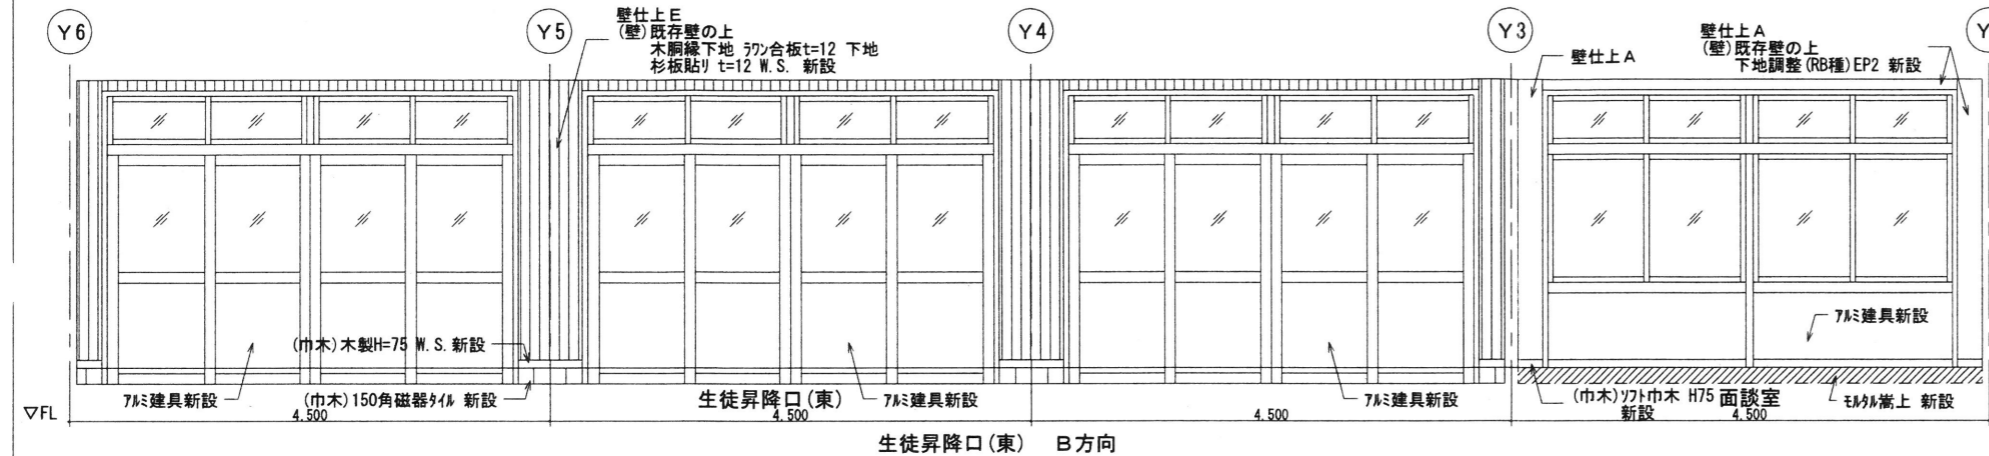 Y6
Y5
Y4
Y3
Y
壁仕上E
(壁)既存壁の上
木胴縁下地 ラワン合板t=12 下地
杉板貼り t=12 W.S. 新設
壁仕上A
壁仕上A
(壁)既存壁の上
下地調整(RB種)EP2 新設
(巾木)木製H=75 W.S.新設
アルミ建具新設
アルミ建具新設
(巾木)150角磁器タイル 新設
生徒昇降口(東)
アルミ建具新設
アルミ建具新設
(巾木)ソフト巾木 H75
新設
面談室
モルタル嵩上 新設
▽FL
4.500
4.500
4.500
4.500
生徒昇降口(東) B方向